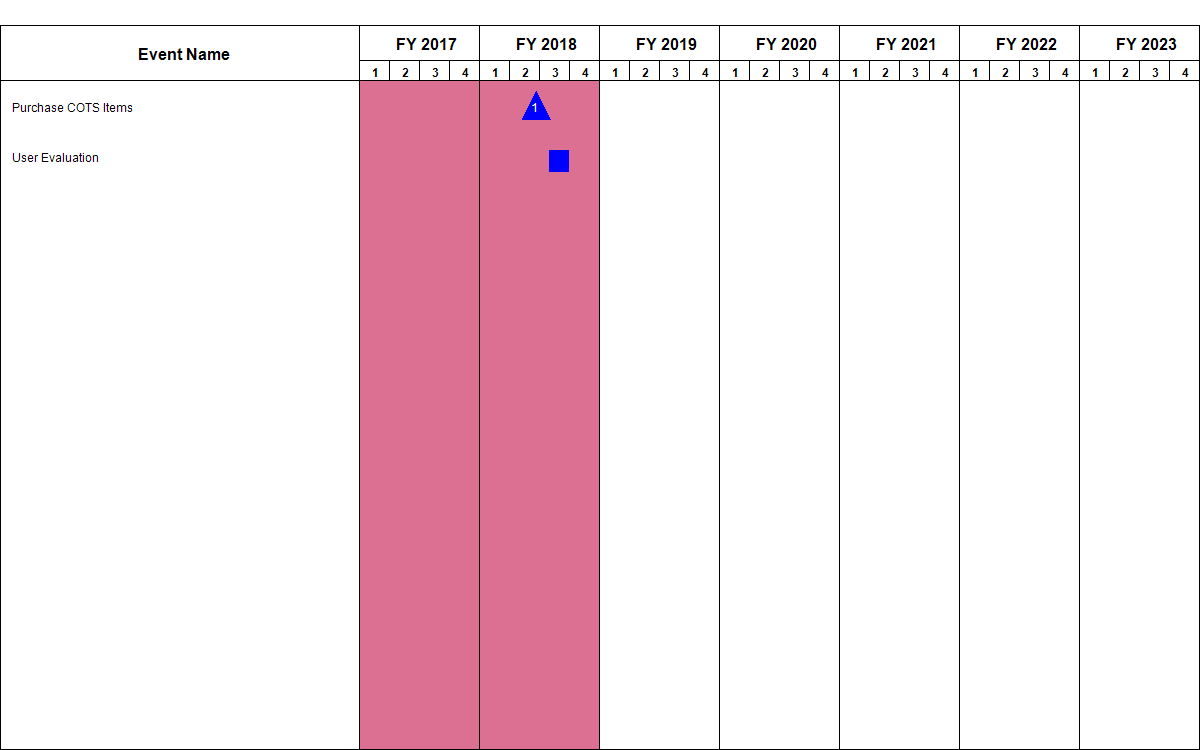 Event Name FY 2017 FY 2018 FY 2019 FY 2020 FY 2021 FY 2022 FY 2023
1 2 3 4 1 2 3 4 1 2 3 4 1 2 3 4 1 2 3 4 1 2 3 4 1 2 3 4
Purchase COTS Items 1
User Evaluation